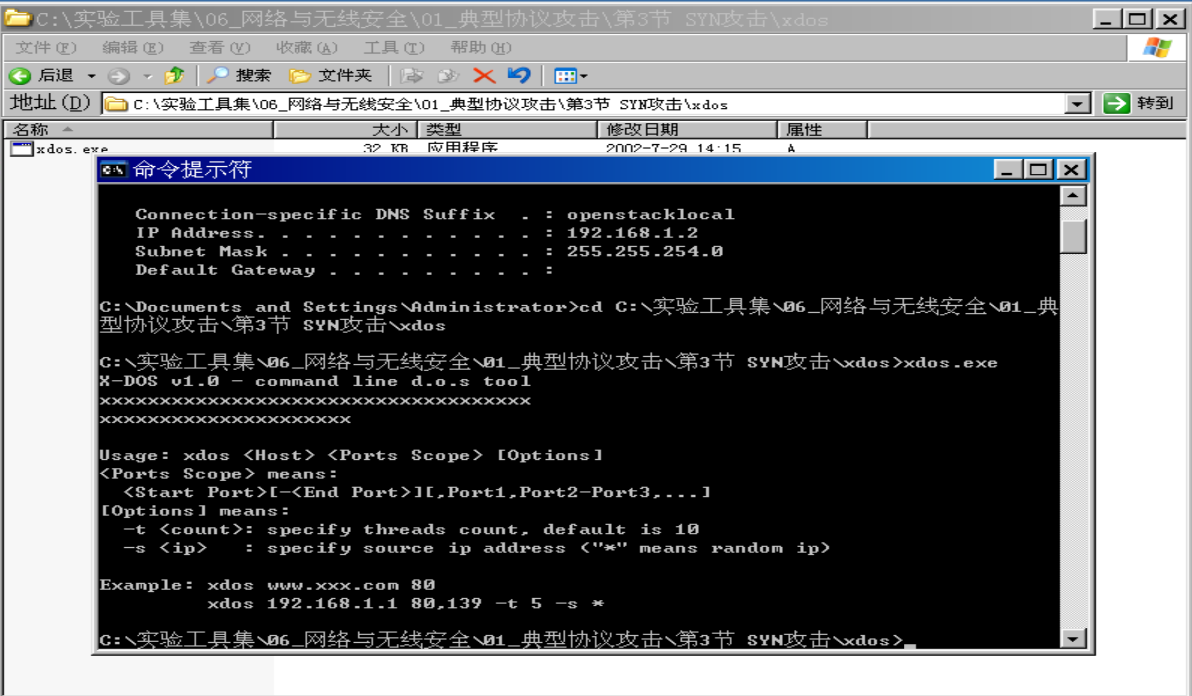 C:\实验工具集\06_网络与无线安全\01_典型协议攻击\第3节 SYN攻击\xdos
文件(F) 编辑(E) 查看(V) 收藏(A) 工具(T) 帮助(H)
后退 搜索 文件夹
地址(D) C:\实验工具集\06_网络与无线安全\01_典型协议攻击\第3节 SYN攻击\xdos 转到
名称 大小 类型 修改日期 属性
xdos.exe 32 KB 应用程序 2002-7-29 14:15 A
命令提示符
Connection-specific DNS Suffix . : openstacklocal
IP Address. . . . . . . . . . . . : 192.168.1.2
Subnet Mask . . . . . . . . . . . : 255.255.254.0
Default Gateway . . . . . . . . . :
C:\Documents and Settings\Administrator>cd C:\实验工具集\06_网络与无线安全\01_典
型协议攻击\第3节 SYN攻击\xdos
C:\实验工具集\06_网络与无线安全\01_典型协议攻击\第3节 SYN攻击\xdos>xdos.exe
X-DOS v1.0 - command line d.o.s tool
xxxxxxxxxxxxxxxxxxxxxxxxxxxxxxxxxxxx
xxxxxxxxxxxxxxxxxxxxx
Usage: xdos <Host> <Ports Scope> [Options]
<Ports Scope> means:
<Start Port>[-<End Port>][,Port1,Port2-Port3,....]
[Options] means:
-t <count>: specify threads count, default is 10
-s <ip> : specify source ip address ("*" means random ip)
Example: xdos www.xxx.com 80
xdos 192.168.1.1 80,139 -t 5 -s *
C:\实验工具集\06_网络与无线安全\01_典型协议攻击\第3节 SYN攻击\xdos>_